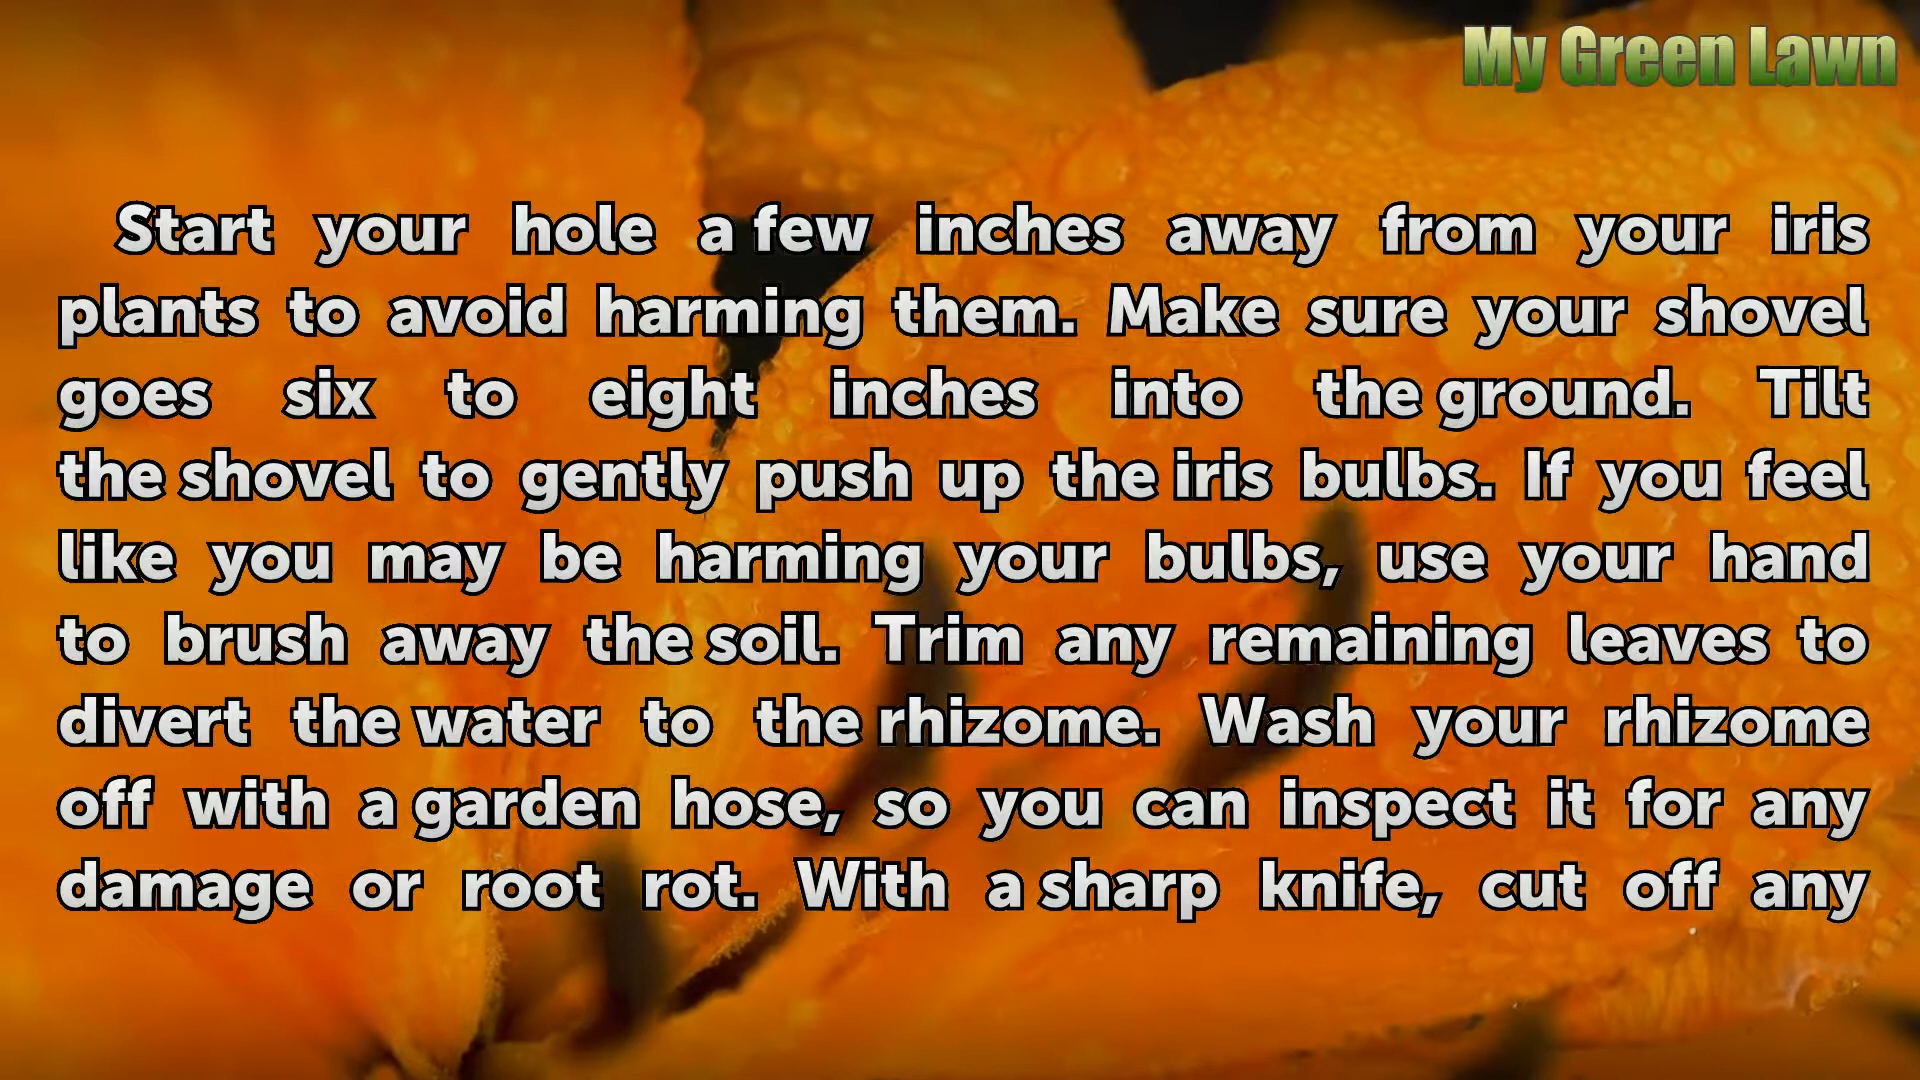 My Green Lawn
Start your hole a few inches away from your iris
plants to avoid harming them. Make sure your shovel
goes six to eight inches into the ground. Tilt
the shovel to gently push up the iris bulbs. If you feel
like you may be harming your bulbs, use your hand
to brush away the soil. Trim any remaining leaves to
divert the water to the rhizome. Wash your rhizome
off with a garden hose, so you can inspect it for any
damage or root rot. With a sharp knife, cut off any